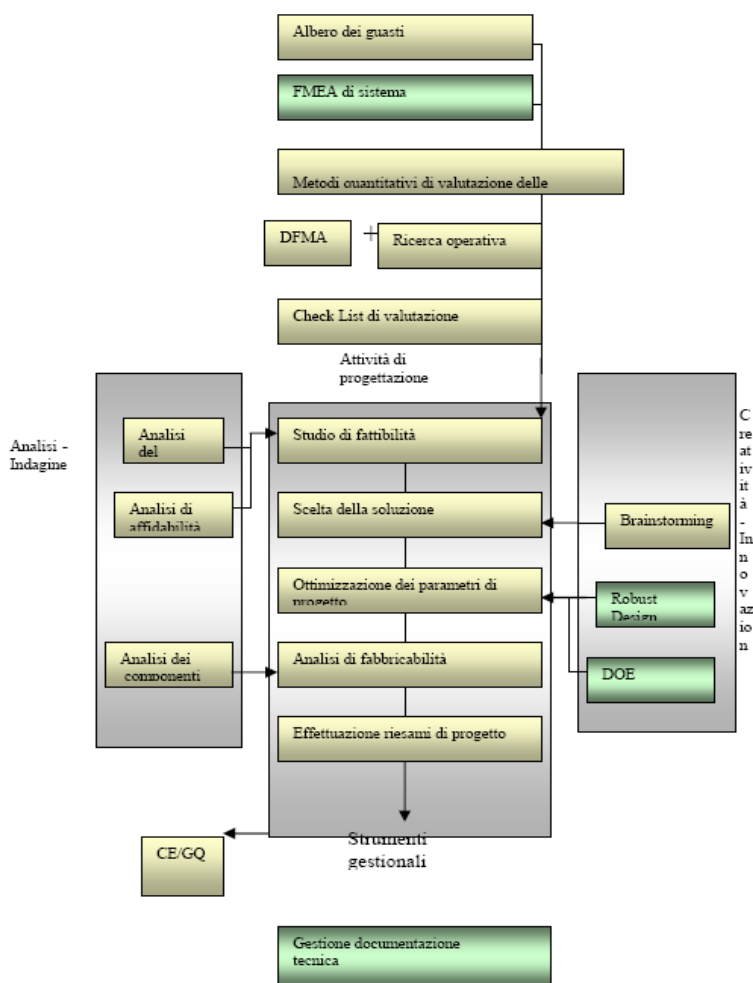 Albero dei guasti
FMEA di sistema
Metodi quantitativi di valutazione delle
DFMA
+
Ricerca operativa
Check List di valutazione
Attività di
progettazione
Analisi -
Indagine
Analisi
del
Analisi di
affidabilità
Analisi dei
componenti
Studio di fattibilità
Scelta della soluzione
Ottimizzazione dei parametri di
progetto
Analisi di fabbricabilità
Effettuazione riesami di progetto
Brainstorming
Robust
Design
DOE
C
re
at
iv
it
à
-
In
n
o
v
az
io
n
CE/GQ
Strumenti
gestionali
Gestione documentazione
tecnica